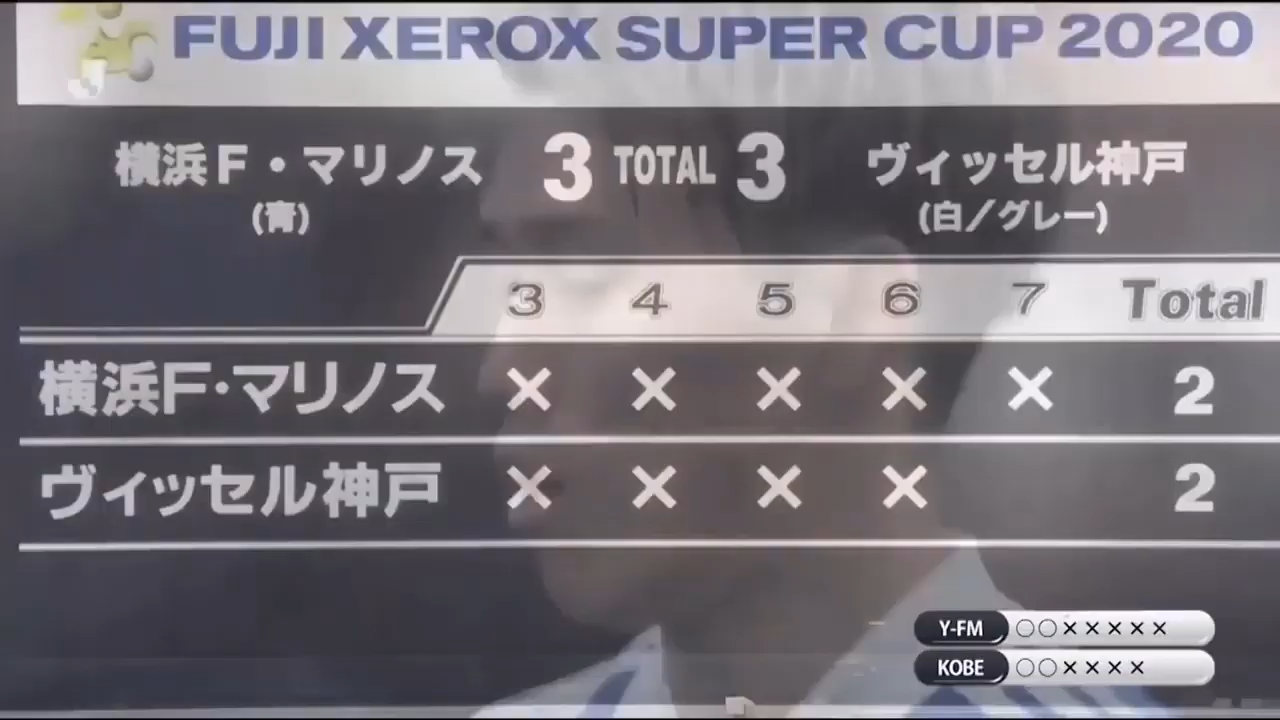 FUJI XEROX SUPER CUP 2020
横浜F・マリノス 3 TOTAL 3 ヴィッセル神戸
(青) (白/グレー)
3 4 5 6 7 Total
横浜F・マリノス × × × × × 2
ヴィッセル神戸 × × × × 2
Y-FM ○○×××××
KOBE ○○××××